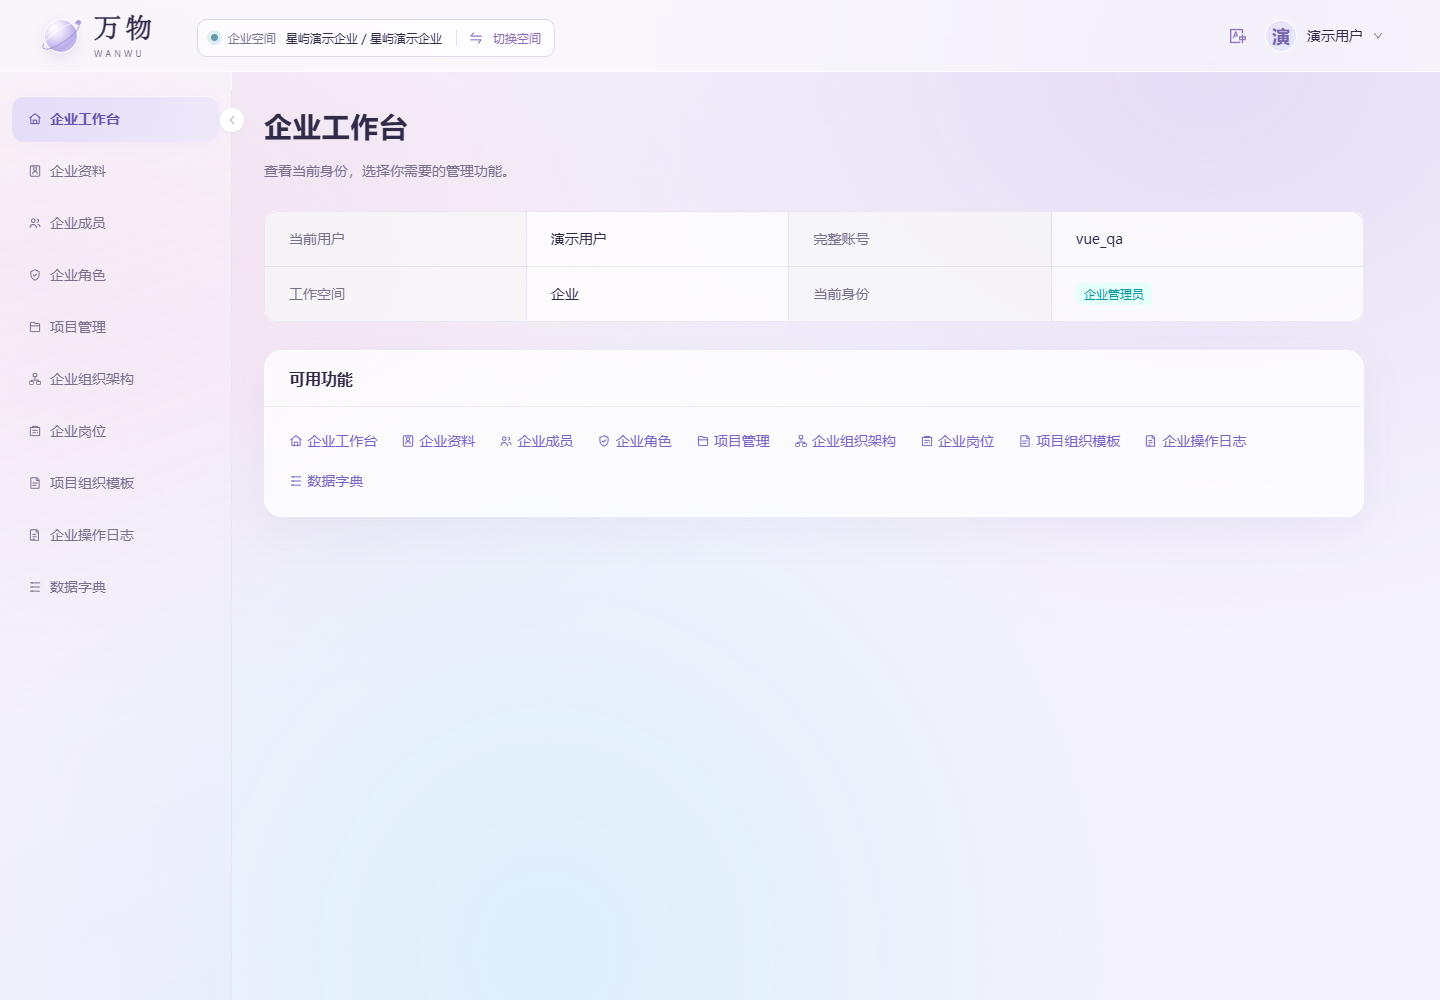 万物
WANWU
企业空间 星屿演示企业 / 星屿演示企业 切换空间
演 演示用户
企业工作台
企业资料
企业成员
企业角色
项目管理
企业组织架构
企业岗位
项目组织模板
企业操作日志
数据字典
企业工作台
查看当前身份，选择你需要的管理功能。
当前用户 演示用户 完整账号 vue_qa
工作空间 企业 当前身份 企业管理员
可用功能
企业工作台 企业资料 企业成员 企业角色 项目管理 企业组织架构 企业岗位 项目组织模板 企业操作日志
数据字典